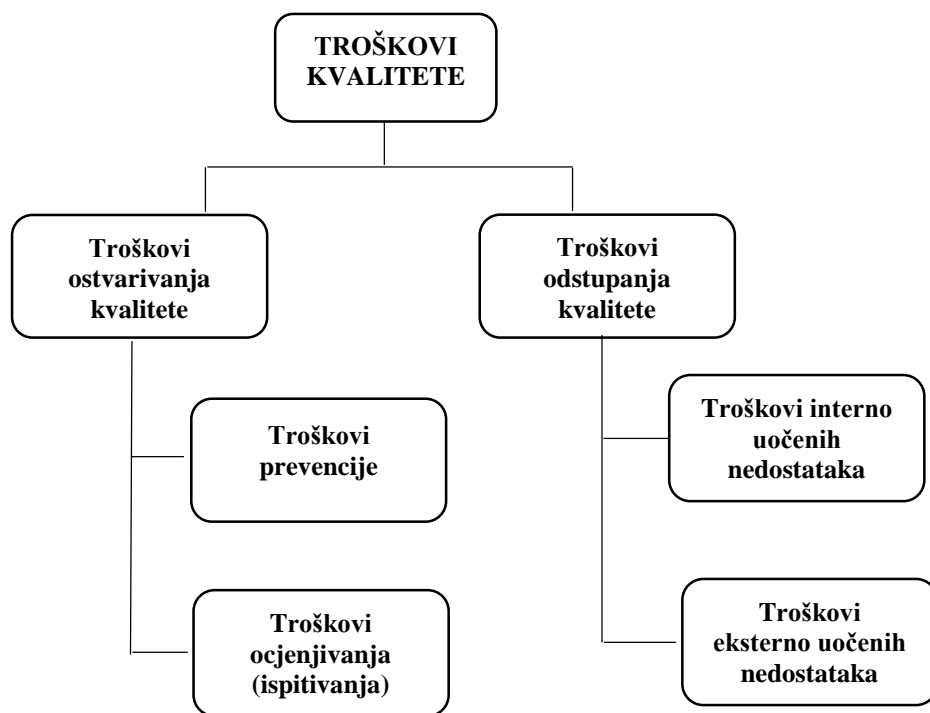 TROŠKOVI
KVALITETE
Troškovi
ostvarivanja
kvalitete
Troškovi
odstupanja
kvalitete
Troškovi
prevencije
Troškovi interno
uočenih
nedostataka
Troškovi
ocjenjivanja
(ispitivanja)
Troškovi
eksterno uočenih
nedostataka